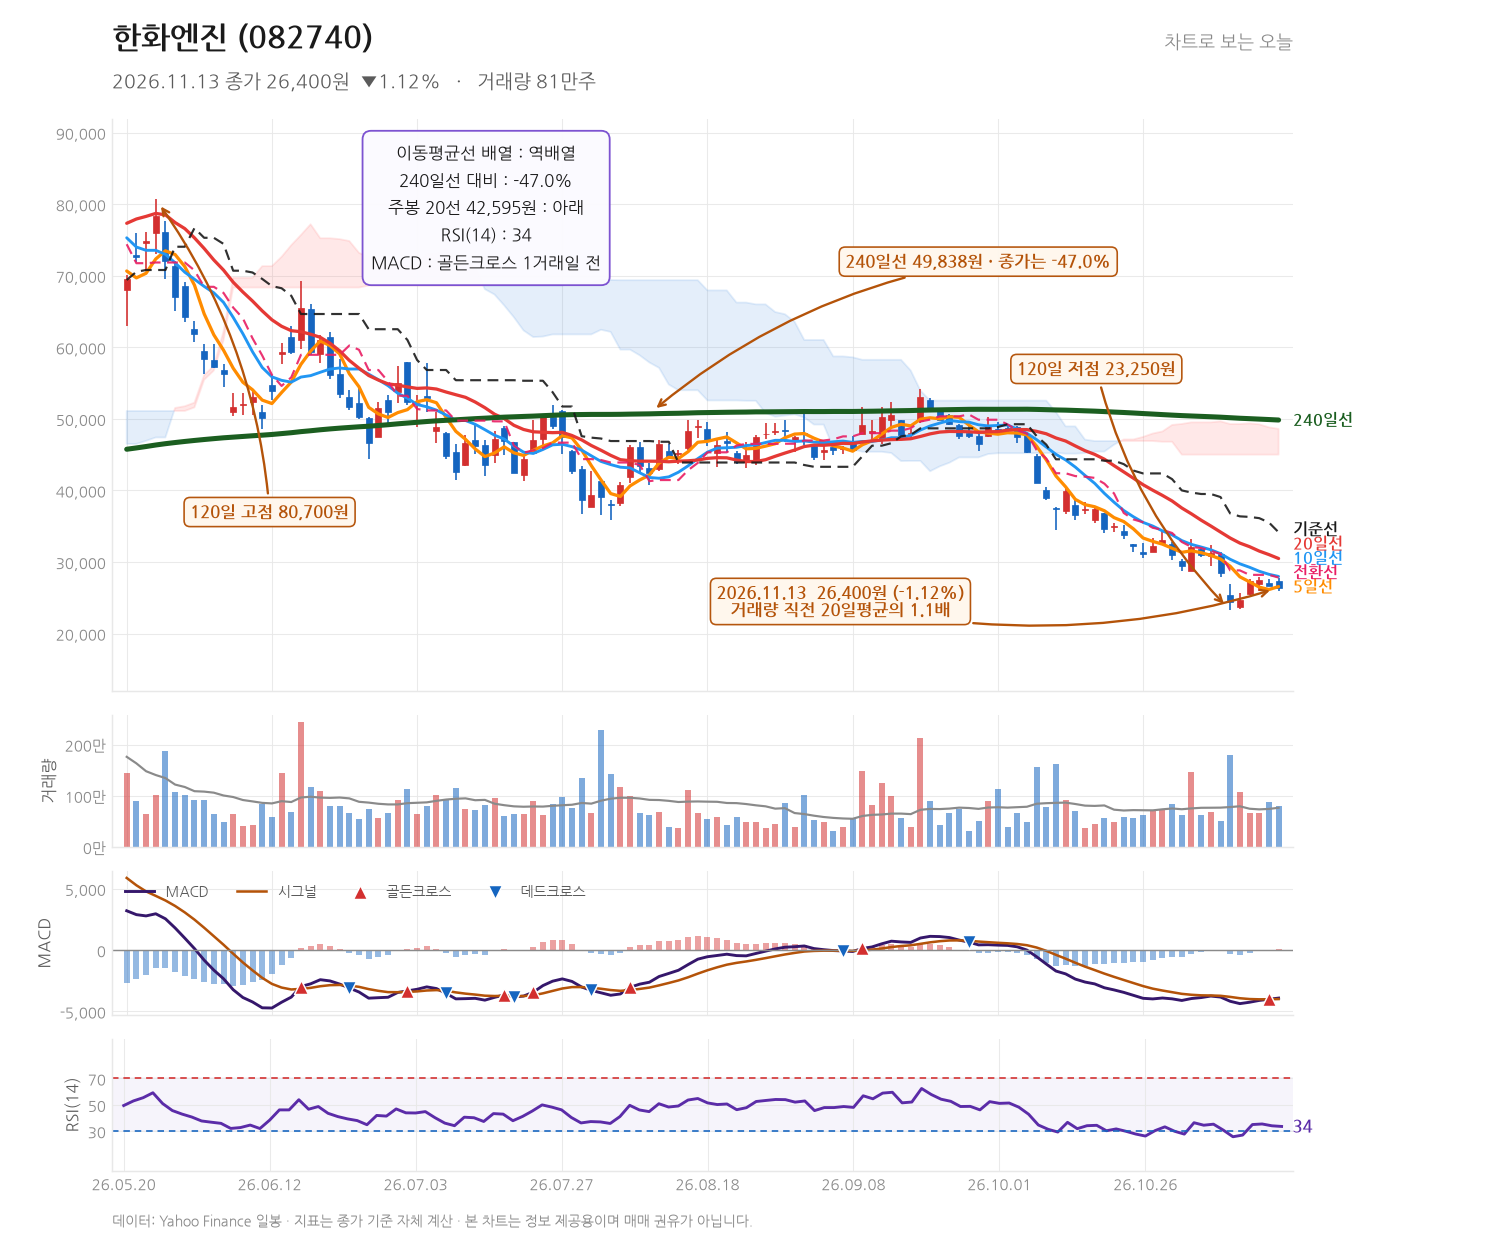 한화엔진 (082740)
차트로 보는 오늘
2026.11.13 종가 26,400원 ▼1.12% · 거래량 81만주
90,000
80,000
70,000
60,000
50,000
40,000
30,000
20,000
이동평균선 배열 : 역배열
240일선 대비 : -47.0%
주봉 20선 42,595원 : 아래
RSI(14) : 34
MACD : 골든크로스 1거래일 전
240일선 49,838원 · 종가는 -47.0%
120일 저점 23,250원
120일 고점 80,700원
2026.11.13 26,400원 (-1.12%)
거래량 직전 20일평균의 1.1배
240일선
기준선
20일선
10일선
전환선
5일선
거래량
200만
100만
0만
MACD
5,000
0
-5,000
MACD
시그널
골든크로스
데드크로스
RSI(14)
70
50
30
34
26.05.20
26.06.12
26.07.03
26.07.27
26.08.18
26.09.08
26.10.01
26.10.26
데이터: Yahoo Finance 일봉 · 지표는 종가 기준 자체 계산 · 본 차트는 정보 제공용이며 매매 권유가 아닙니다.